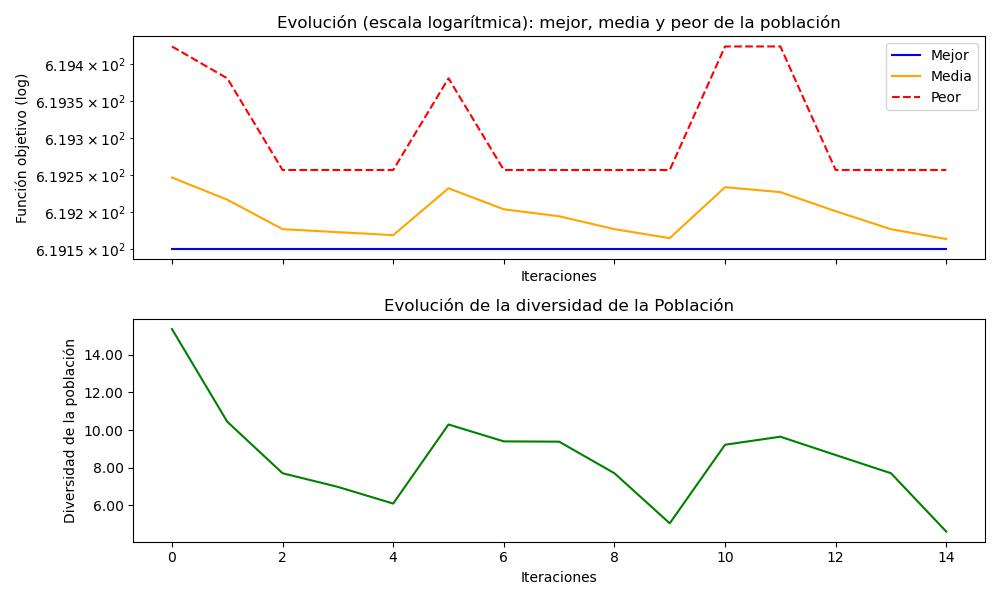 Evolución (escala logarítmica): mejor, media y peor de la población
Función objetivo (log)
6.194 × 10²
6.1935 × 10²
6.193 × 10²
6.1925 × 10²
6.192 × 10²
6.1915 × 10²
Mejor
Media
Peor
Iteraciones
Evolución de la diversidad de la Población
Diversidad de la población
14.00
12.00
10.00
8.00
6.00
0 2 4 6 8 10 12 14
Iteraciones